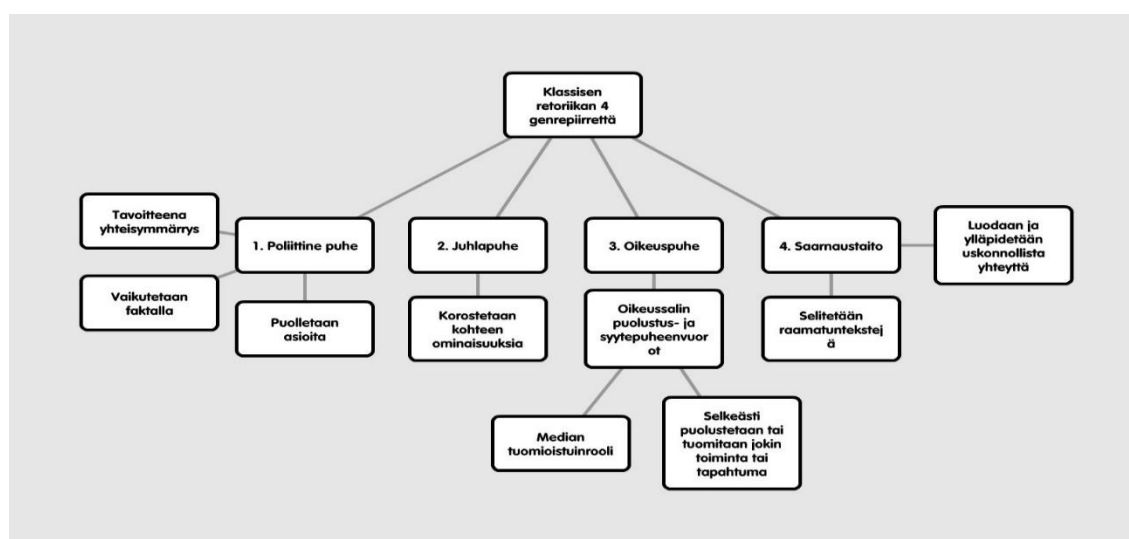 Klassisen
retoriikan 4
genrepiirrettä
Tavoitteena
yhteisymmärrys
1. Poliittine puhe
Vaikutetaan
faktalla
Puolletaan
asioita
2. Juhlapuhe
Korostetaan
kohteen
ominaisuuksia
3. Oikeuspuhe
Oikeussalin
puolustus- ja
syytepuheenvuor
ot
Median
tuomioistuinrooli
Selkeästi
puolustetaan tai
tuomitaan jokin
toiminta tai
tapahtuma
4. Saarnaustaito
Selitetään
raamatuntekstej
ä
Luodaan ja
ylläpidetään
uskonnollista
yhteyttä